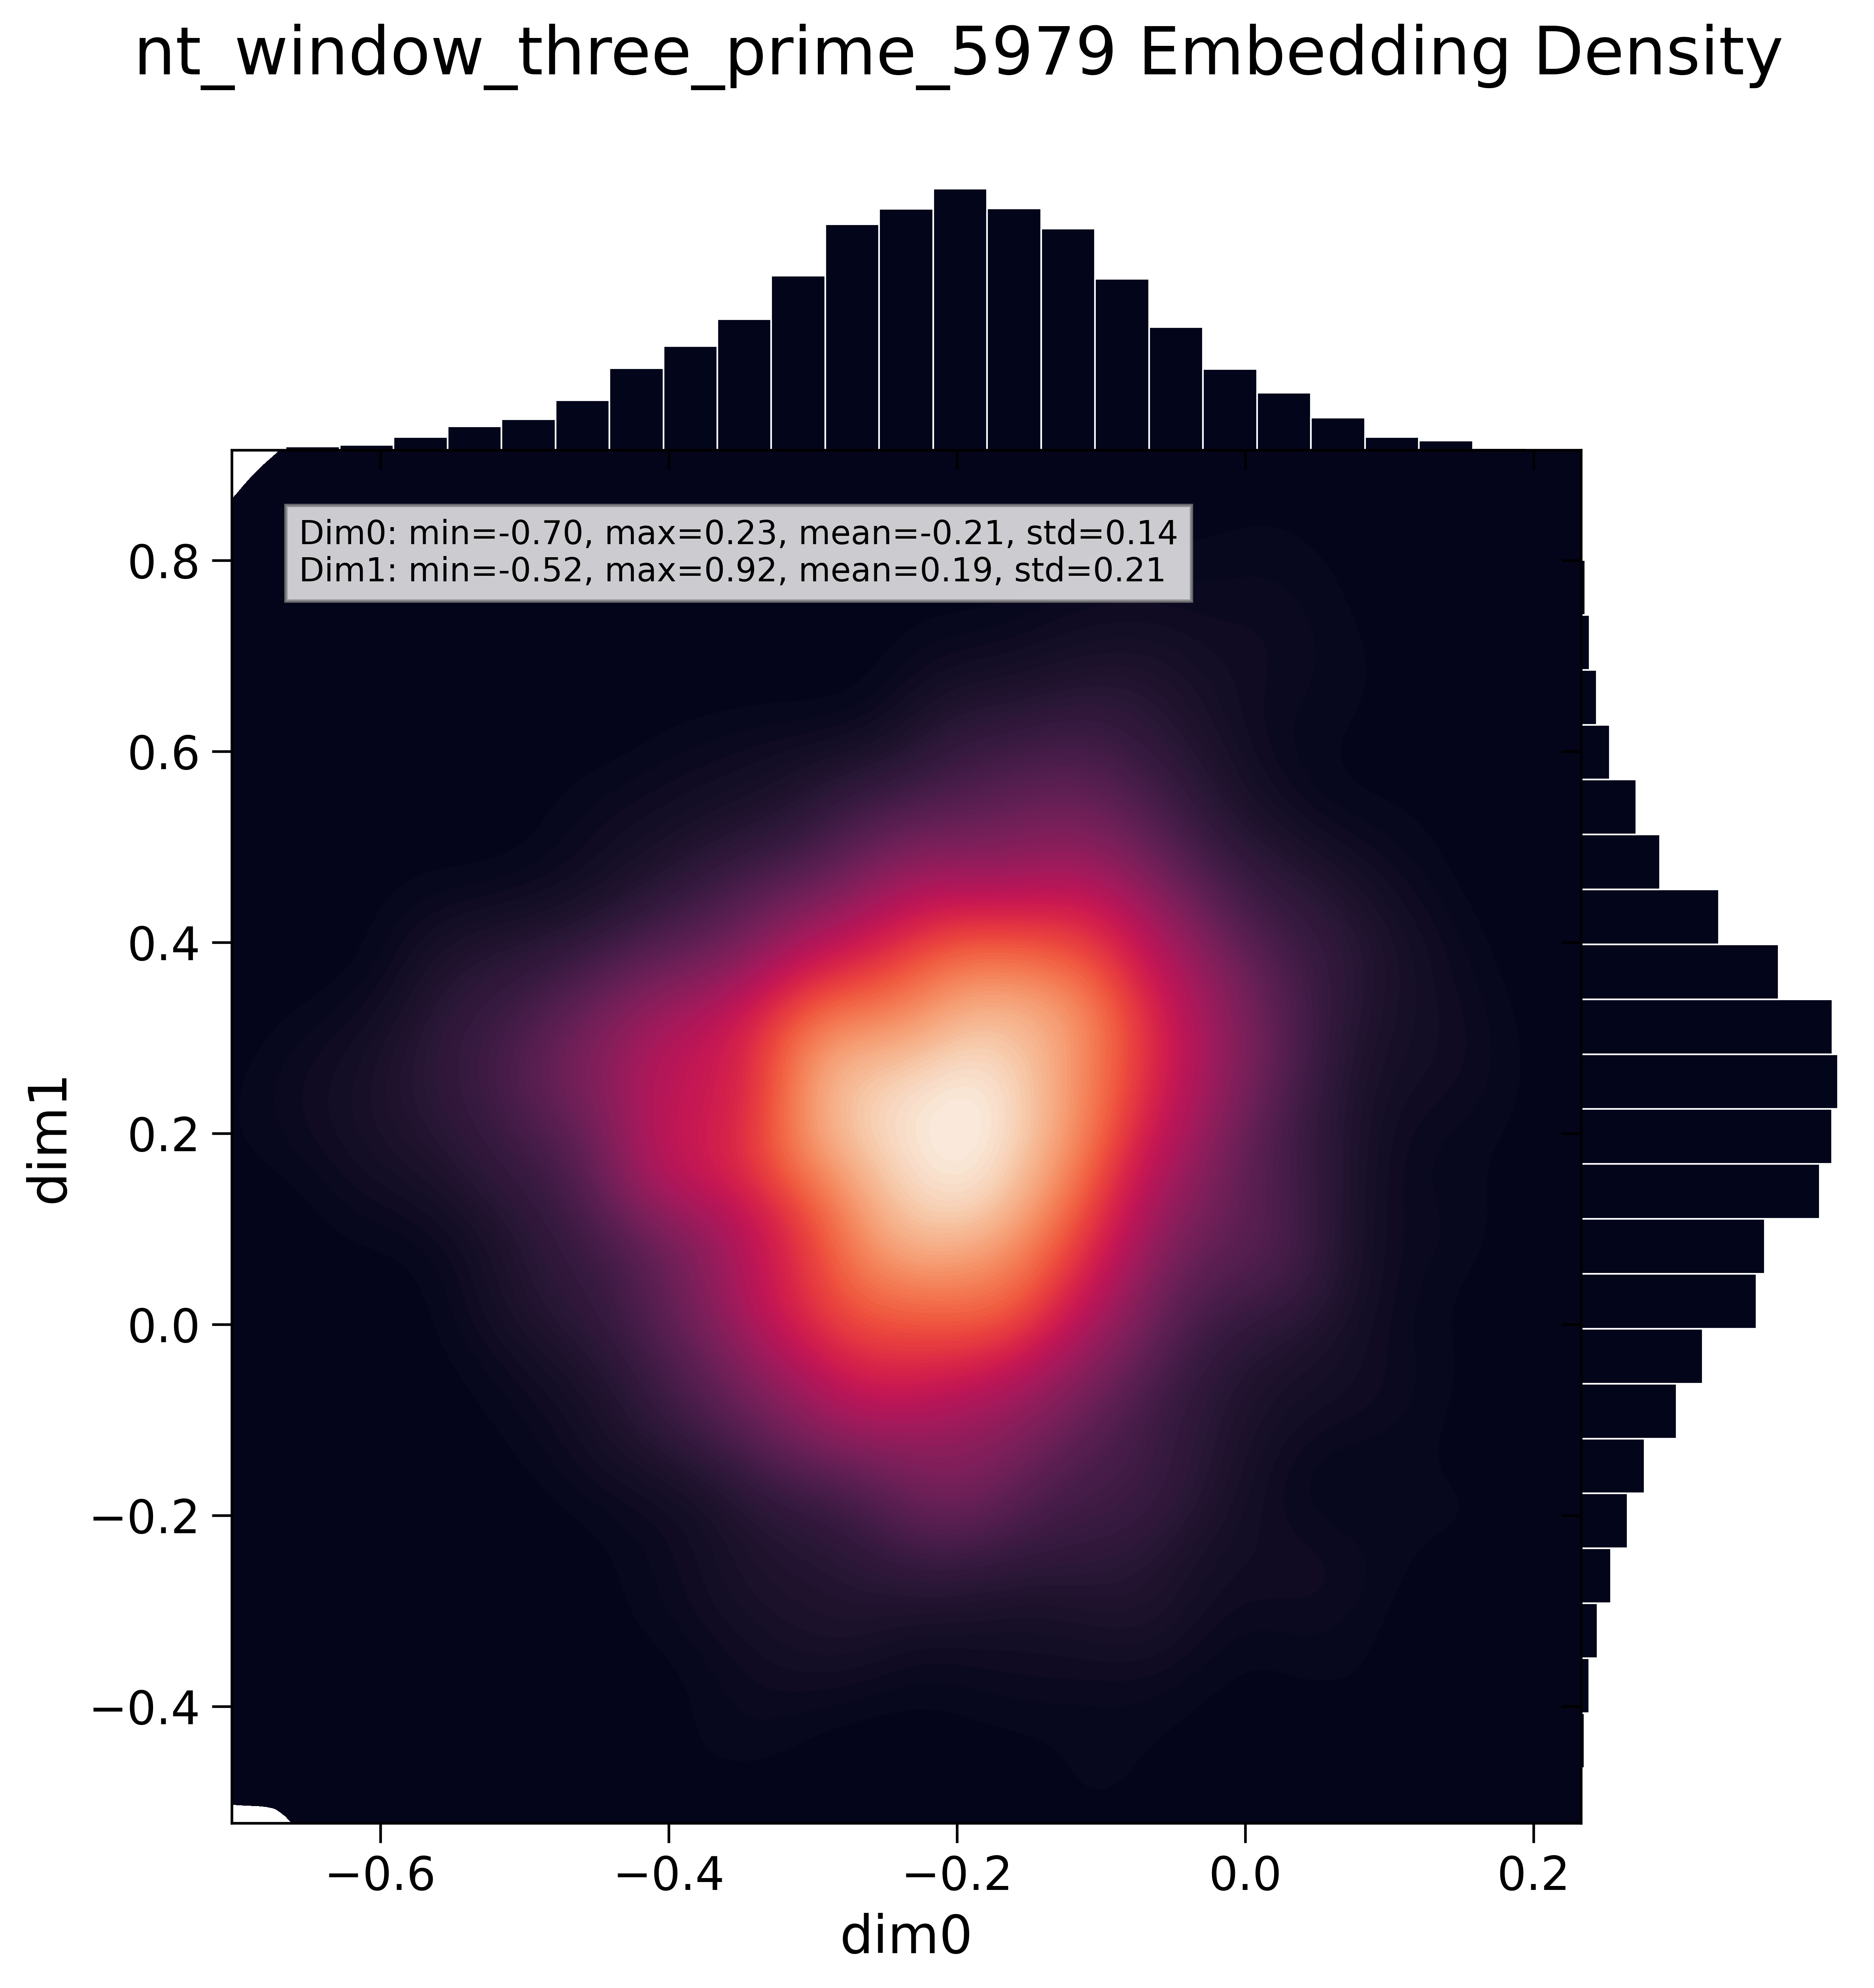 nt_window_three_prime_5979 Embedding Density
Dim0: min=-0.70, max=0.23, mean=-0.21, std=0.14
Dim1: min=-0.52, max=0.92, mean=0.19, std=0.21
0.8
0.6
0.4
0.2
0.0
−0.2
−0.4
dim1
−0.6
−0.4
−0.2
0.0
0.2
dim0